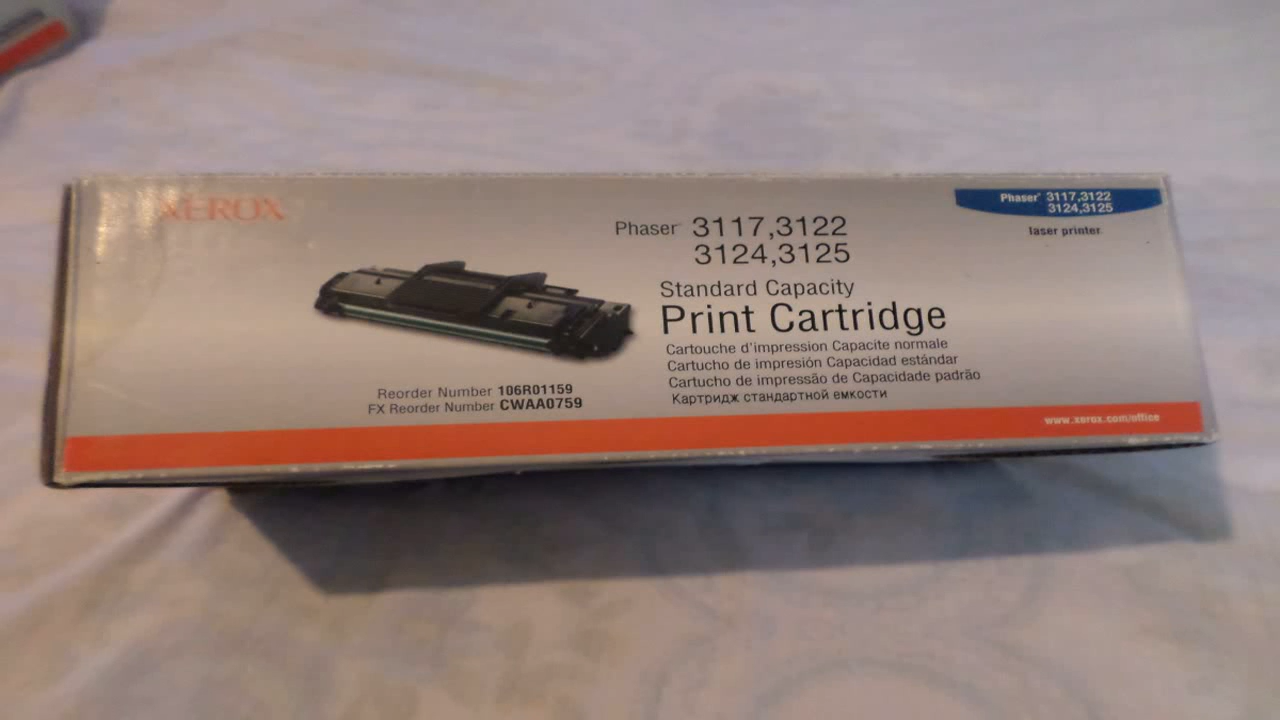 XEROX
Phaser 3117,3122
3124,3125
Standard Capacity
Print Cartridge
Cartouche d'impression Capacite normale
Cartucho de impresión Capacidad estándar
Cartucho de impressão de Capacidade padrão
Картридж стандартной емкости
Reorder Number 106R01159
FX Reorder Number CWAA0759
Phaser® 3117,3122
3124,3125
laser printer
www.xerox.com/office